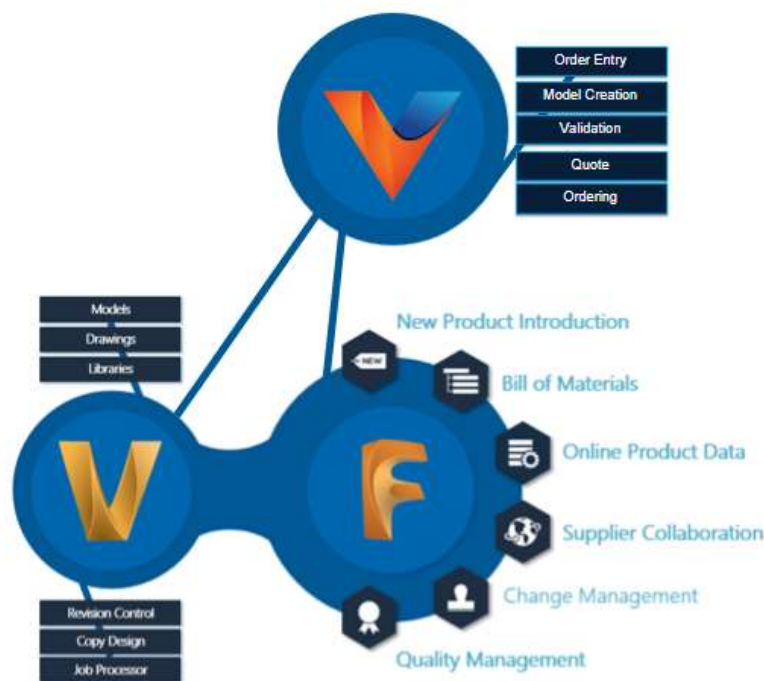 Order Entry
Model Creation
Validation
Quote
Ordering
Models
Drawings
Libraries
New Product Introduction
NEW
Bill of Materials
Online Product Data
Supplier Collaboration
Change Management
Quality Management
Revision Control
Copy Design
Job Processor